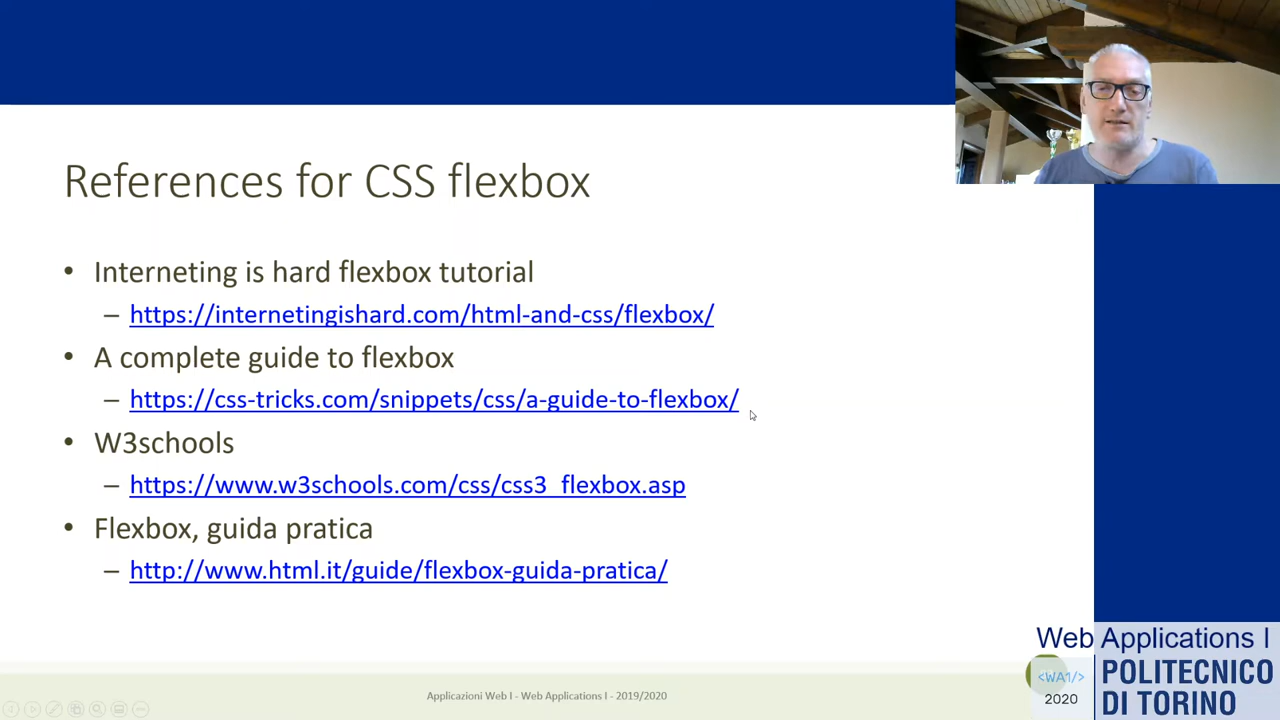 References for CSS flexbox
• Interneting is hard flexbox tutorial
– https://internetingishard.com/html-and-css/flexbox/
• A complete guide to flexbox
– https://css-tricks.com/snippets/css/a-guide-to-flexbox/
• W3schools
– https://www.w3schools.com/css/css3_flexbox.asp
• Flexbox, guida pratica
– http://www.html.it/guide/flexbox-guida-pratica/
Applicazioni Web I - Web Applications I - 2019/2020
Web Applications I
<WA1/>
2020
POLITECNICO
DI TORINO